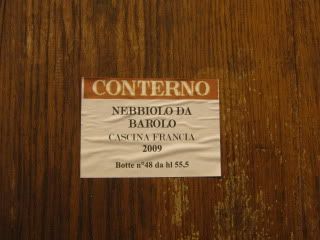 CONTERNO
NEBBIOLO DA
BAROLO
CASCINA FRANCIA
2009
Botte n°48 da hl 55,5